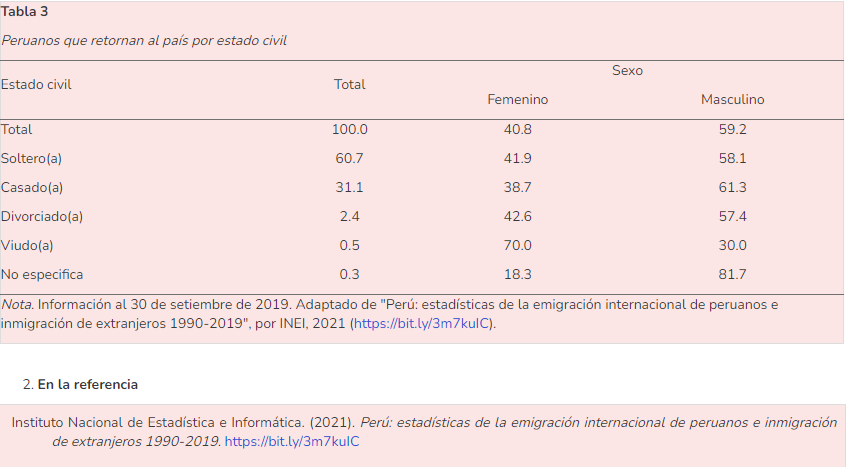 Tabla 3
Peruanos que retornan al país por estado civil
Estado civil Total Sexo
Femenino Masculino
Total 100.0 40.8 59.2
Soltero(a) 60.7 41.9 58.1
Casado(a) 31.1 38.7 61.3
Divorciado(a) 2.4 42.6 57.4
Viudo(a) 0.5 70.0 30.0
No especifica 0.3 18.3 81.7
Nota. Información al 30 de setiembre de 2019. Adaptado de "Perú: estadísticas de la emigración internacional de peruanos e
inmigración de extranjeros 1990-2019", por INEI, 2021 (https://bit.ly/3m7kuIC).
2. En la referencia
Instituto Nacional de Estadística e Informática. (2021). Perú: estadísticas de la emigración internacional de peruanos e inmigración
de extranjeros 1990-2019. https://bit.ly/3m7kuIC